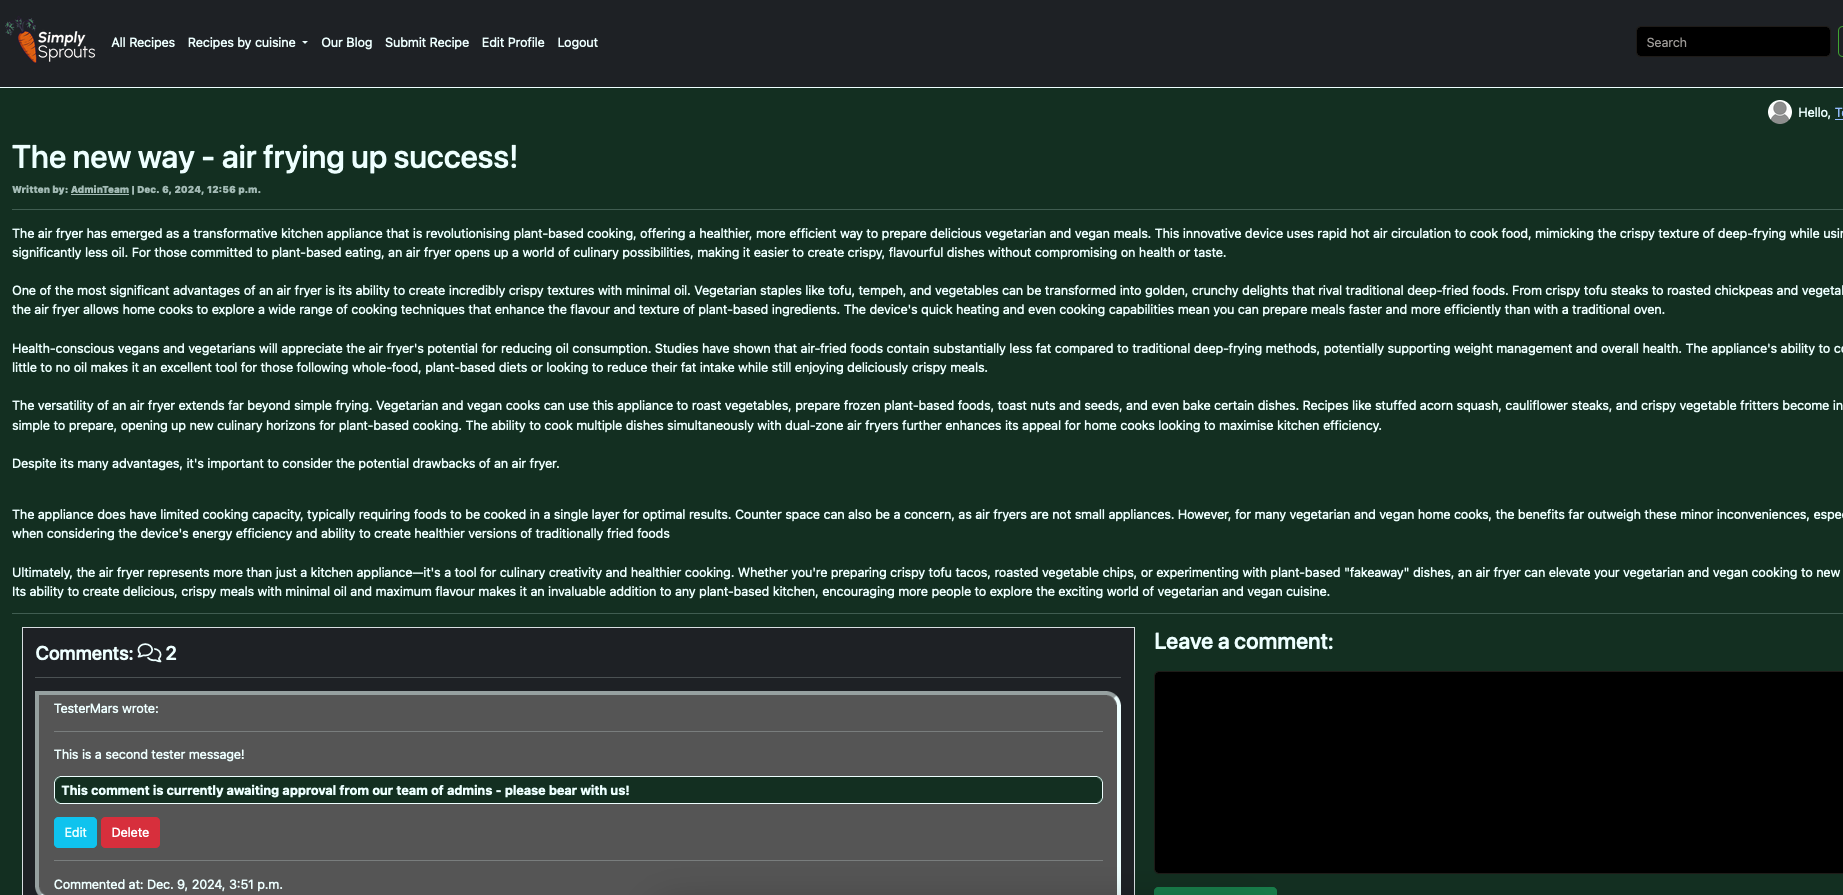 Simply
Sprouts
All Recipes Recipes by cuisine Our Blog Submit Recipe Edit Profile Logout
Search
Hello,
The new way - air frying up success!
Written by: AdminTeam | Dec. 6, 2024, 12:56 p.m.
The air fryer has emerged as a transformative kitchen appliance that is revolutionising plant-based cooking, offering a healthier, more efficient way to prepare delicious vegetarian and vegan meals. This innovative device uses rapid hot air circulation to cook food, mimicking the crispy texture of deep-frying while
significantly less oil. For those committed to plant-based eating, an air fryer opens up a world of culinary possibilities, making it easier to create crispy, flavourful dishes without compromising on health or taste.
One of the most significant advantages of an air fryer is its ability to create incredibly crispy textures with minimal oil. Vegetarian staples like tofu, tempeh, and vegetables can be transformed into golden, crunchy delights that rival traditional deep-fried foods. From crispy tofu steaks to roasted chickpeas and
the air fryer allows home cooks to explore a wide range of cooking techniques that enhance the flavour and texture of plant-based ingredients. The device's quick heating and even cooking capabilities mean you can prepare meals faster and more efficiently than with a traditional oven.
Health-conscious vegans and vegetarians will appreciate the air fryer's potential for reducing oil consumption. Studies have shown that air-fried foods contain substantially less fat compared to traditional deep-frying methods, potentially supporting weight management and overall health. The appliance's ability to
little to no oil makes it an excellent tool for those following whole-food, plant-based diets or looking to reduce their fat intake while still enjoying deliciously crispy meals.
The versatility of an air fryer extends far beyond simple frying. Vegetarian and vegan cooks can use this appliance to roast vegetables, prepare frozen plant-based foods, toast nuts and seeds, and even bake certain dishes. Recipes like stuffed acorn squash, cauliflower steaks, and crispy vegetable fritters become
simple to prepare, opening up new culinary horizons for plant-based cooking. The ability to cook multiple dishes simultaneously with dual-zone air fryers further enhances its appeal for home cooks looking to maximise kitchen efficiency.
Despite its many advantages, it's important to consider the potential drawbacks of an air fryer.
The appliance does have limited cooking capacity, typically requiring foods to be cooked in a single layer for optimal results. Counter space can also be a concern, as air fryers are not small appliances. However, for many vegetarian and vegan home cooks, the benefits far outweigh these minor inconveniences,
when considering the device's energy efficiency and ability to create healthier versions of traditionally fried foods
Ultimately, the air fryer represents more than just a kitchen appliance—it's a tool for culinary creativity and healthier cooking. Whether you're preparing crispy tofu tacos, roasted vegetable chips, or experimenting with plant-based "fakeaway" dishes, an air fryer can elevate your vegetarian and vegan cooking to new
Its ability to create delicious, crispy meals with minimal oil and maximum flavour makes it an invaluable addition to any plant-based kitchen, encouraging more people to explore the exciting world of vegetarian and vegan cuisine.
Comments: 2
Leave a comment:
TesterMars wrote:
This is a second tester message!
This comment is currently awaiting approval from our team of admins - please bear with us!
Edit Delete
Commented at: Dec. 9, 2024, 3:51 p.m.